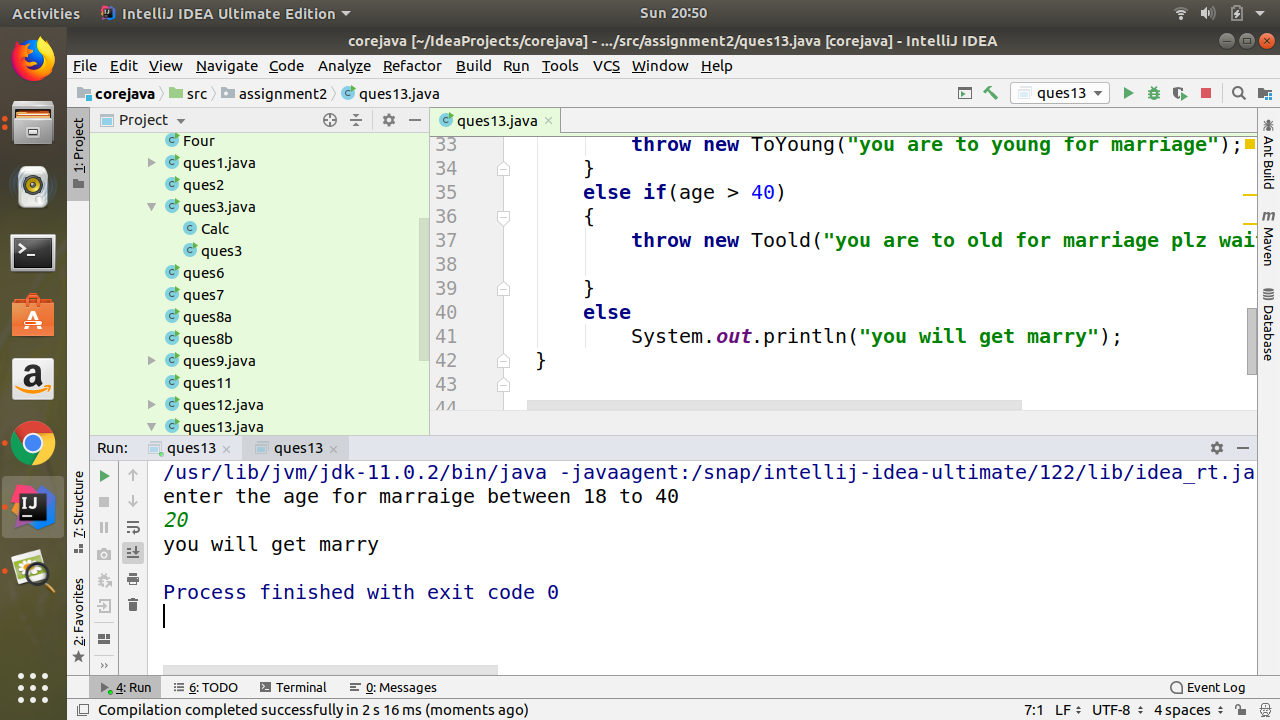 Activities IntelliJ IDEA Ultimate Edition Sun 20:50
corejava [~/IdeaProjects/corejava] - .../src/assignment2/ques13.java [corejava] - IntelliJ IDEA
File Edit View Navigate Code Analyze Refactor Build Run Tools VCS Window Help
corejava src assignment2 ques13.java ques13
1: Project
7: Structure
2: Favorites
Project
Four
ques1.java
ques2
ques3.java
Calc
ques3
ques6
ques7
ques8a
ques8b
ques9.java
ques11
ques12.java
ques13.java
ques13.java
33 throw new ToYoung("you are to young for marriage");
34 }
35 else if(age > 40)
36 {
37 throw new Toold("you are to old for marriage plz wai
38
39 }
40 else
41 System.out.println("you will get marry");
42 }
43
44
Ant Build
Maven
Database
Run: ques13 ques13
/usr/lib/jvm/jdk-11.0.2/bin/java -javaagent:/snap/intellij-idea-ultimate/122/lib/idea_rt.ja
enter the age for marraige between 18 to 40
20
you will get marry
Process finished with exit code 0
4: Run 6: TODO Terminal 0: Messages Event Log
Compilation completed successfully in 2 s 16 ms (moments ago) 7:1 LF UTF-8 4 spaces